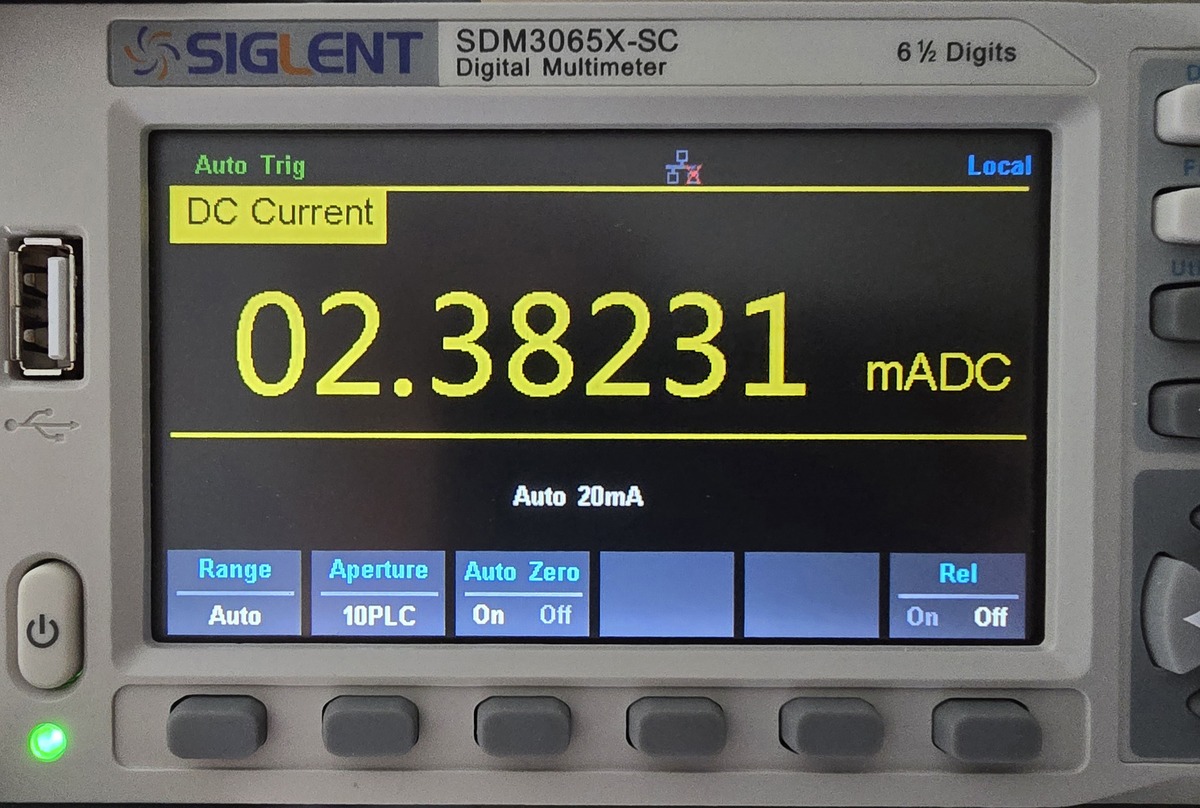 SIGLENT
SDM3065X-SC
Digital Multimeter
6 ½ Digits
Auto Trig
Local
DC Current
02.38231 mADC
Auto 20mA
Range
Auto
Aperture
10PLC
Auto Zero
On Off
Rel
On Off